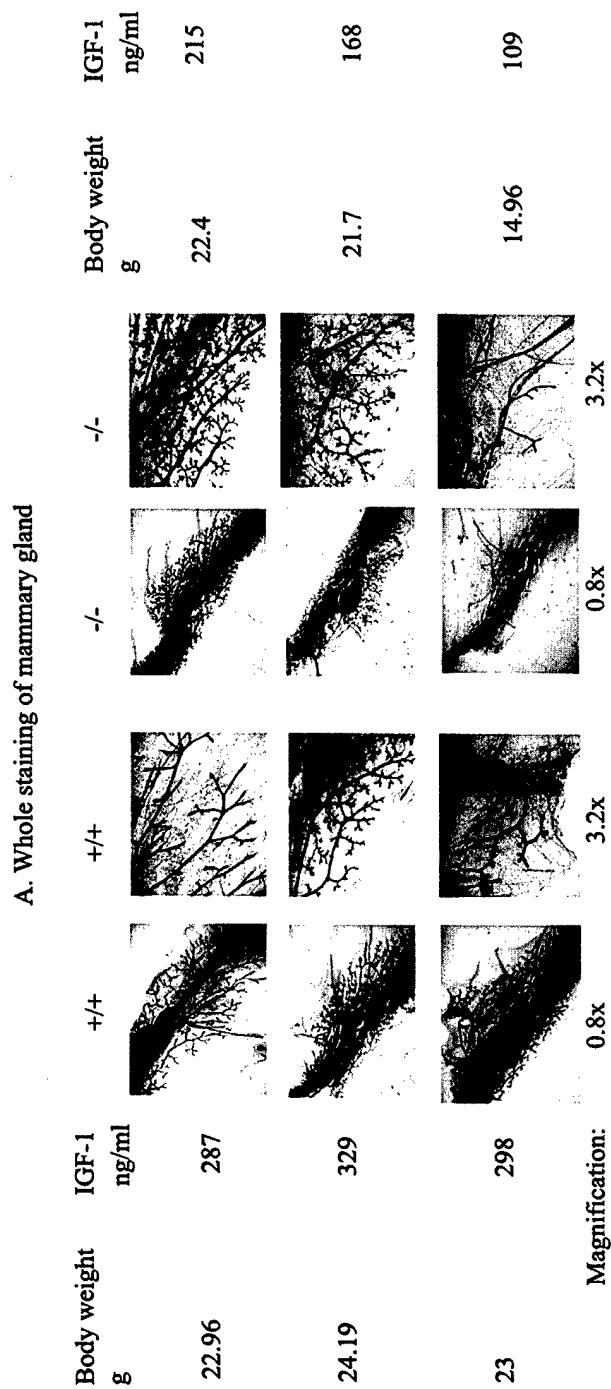 A. Whole staining of mammary gland
Body weight g IGF-1 ng/ml +/+ +/+ -/- -/- Body weight g IGF-1 ng/ml
22.96 287 22.4 215
24.19 329 21.7 168
23 298 14.96 109
Magnification: 0.8x 3.2x 0.8x 3.2x